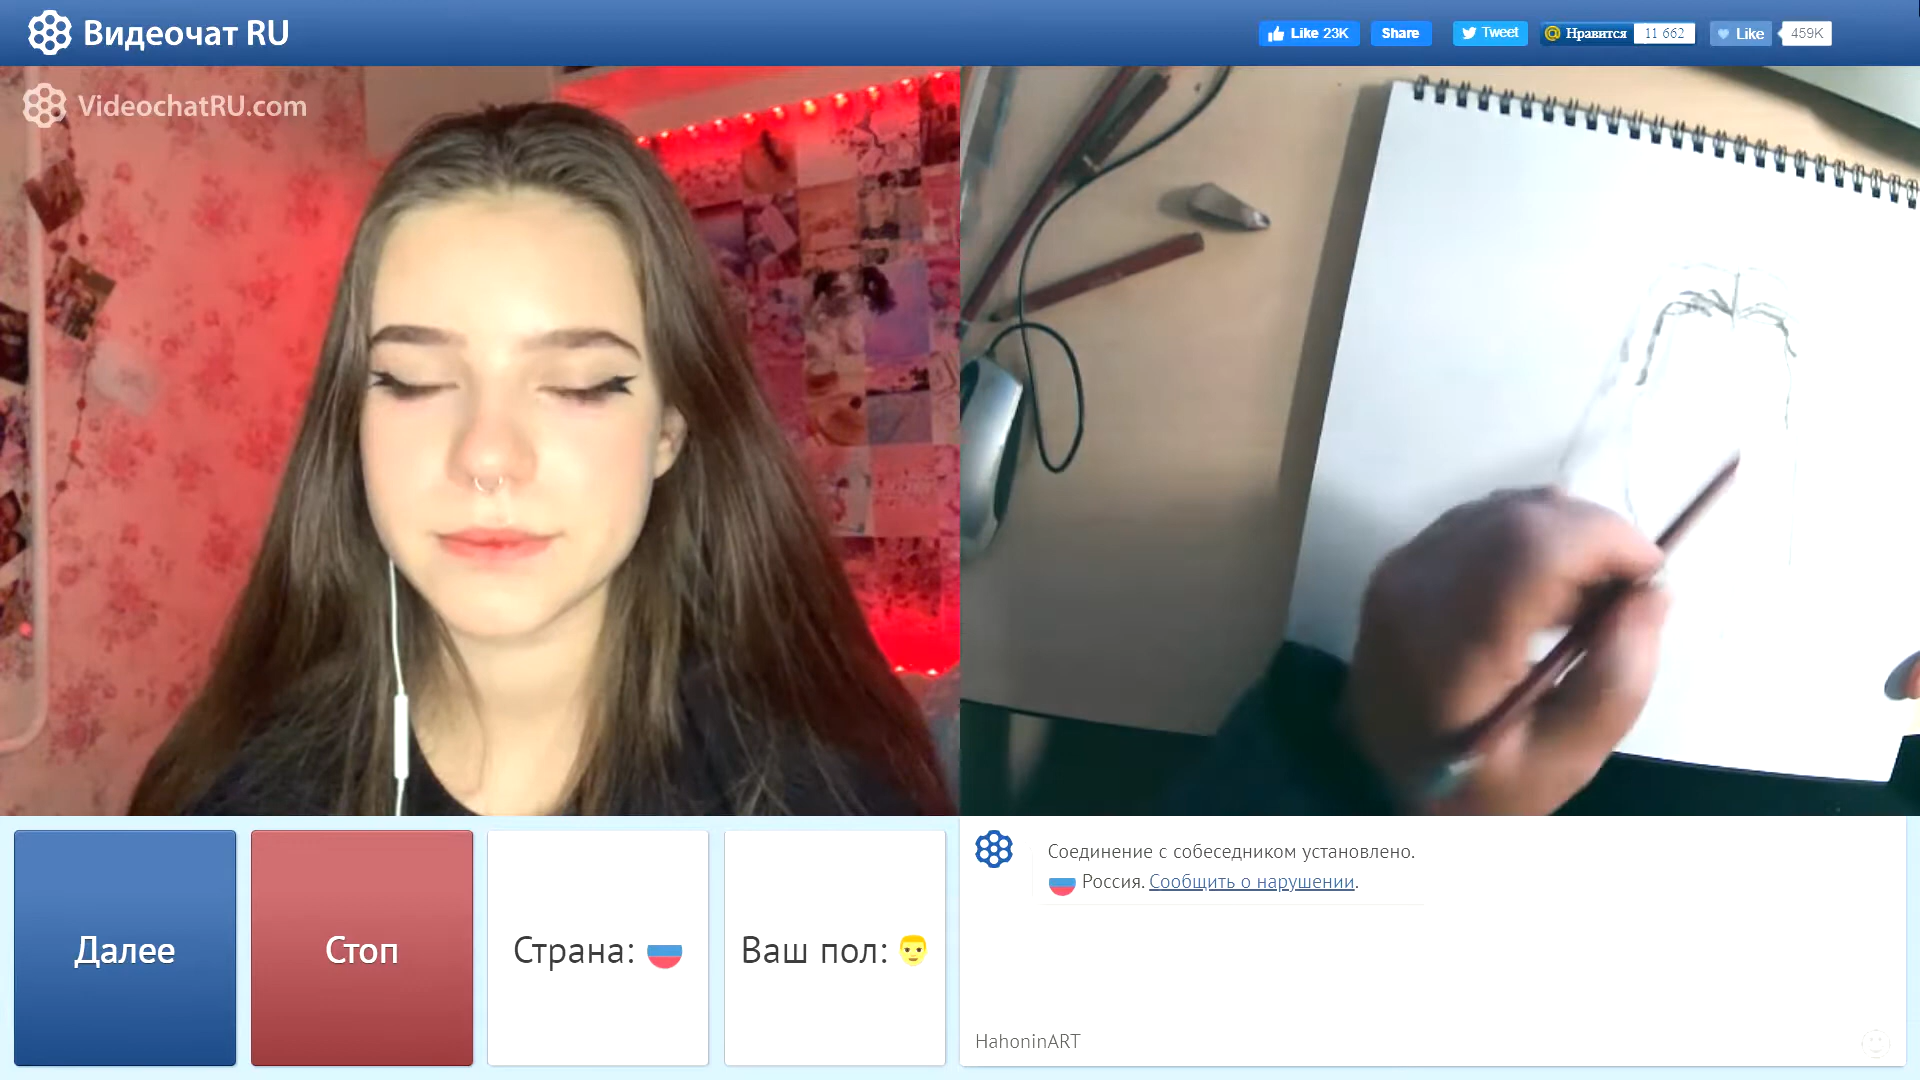 Видеочат RU
Like 23K
Share
Tweet
Нравится
11 662
Like
459K
VideochatRU.com
Далее
Стоп
Страна:
Ваш пол:
Соединение с собеседником установлено.
Россия. Сообщить о нарушении.
HahoninART